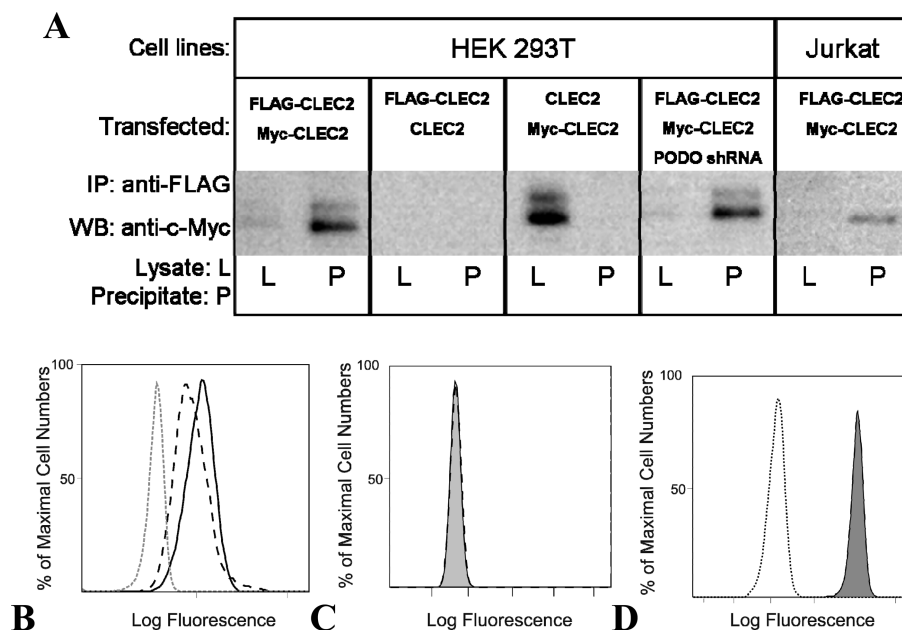 A
Cell lines: HEK 293T Jurkat
Transfected: FLAG-CLEC2 FLAG-CLEC2 CLEC2 FLAG-CLEC2 FLAG-CLEC2
Myc-CLEC2 CLEC2 Myc-CLEC2 Myc-CLEC2 Myc-CLEC2
PODO shRNA
IP: anti-FLAG
WB: anti-c-Myc
Lysate: L L P L P L P L P L P
Precipitate: P
100 100 100
50 50 50
% of Maximal Cell Numbers % of Maximal Cell Numbers % of Maximal Cell Numbers
B Log Fluorescence C Log Fluorescence D Log Fluorescence